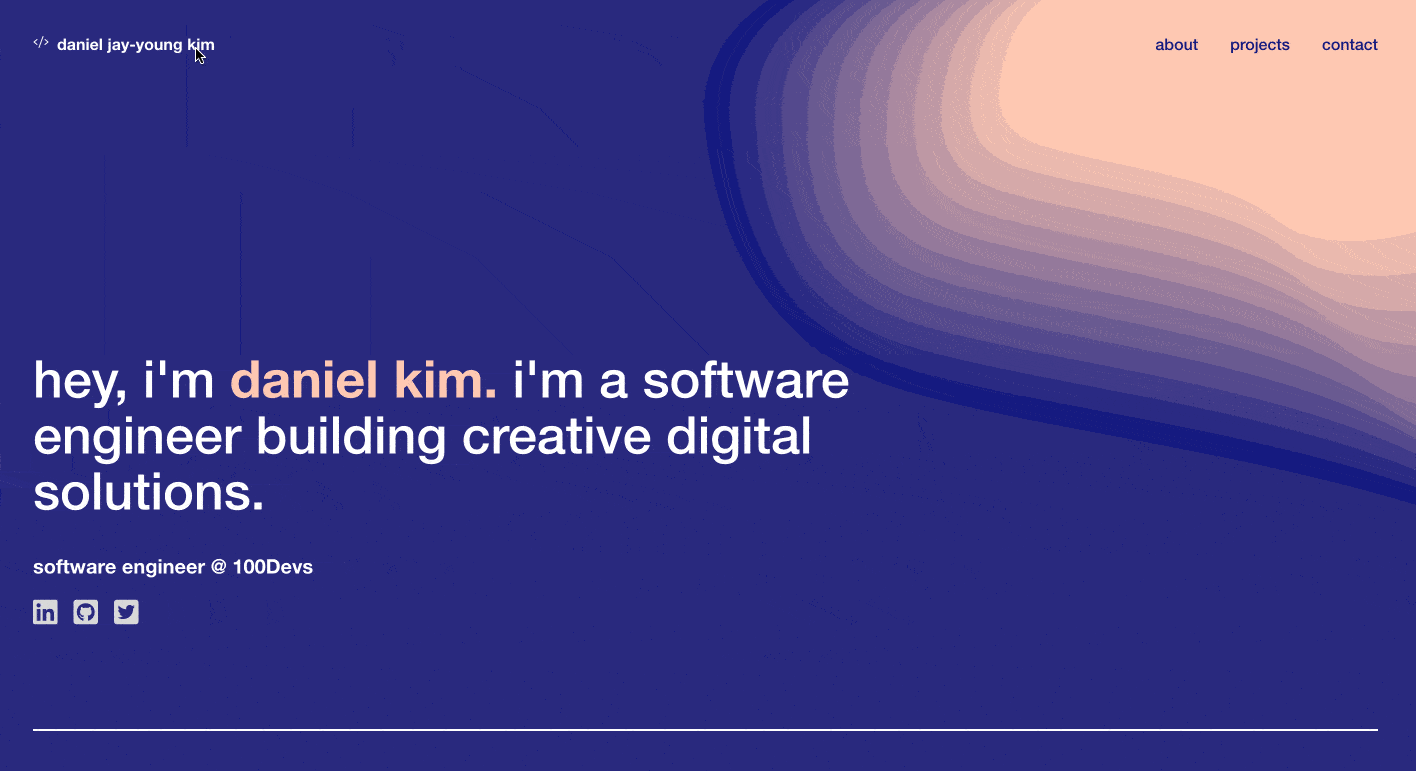 </> daniel jay-young kim
about projects contact
hey, i'm daniel kim. i'm a software
engineer building creative digital
solutions.
software engineer @ 100Devs
in